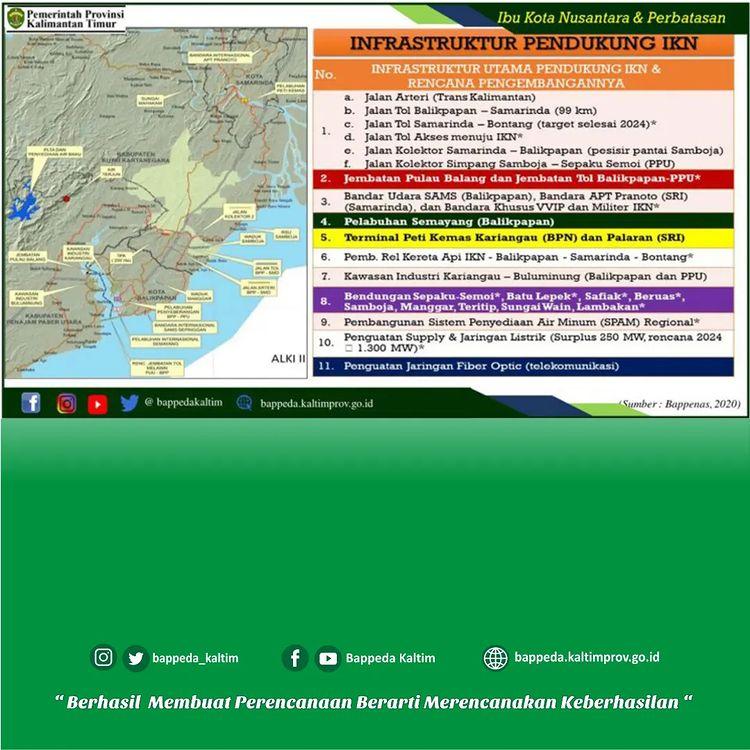 Pemerintah Provinsi
Kalimantan Timur
Ibu Kota Nusantara & Perbatasan
INFRASTRUKTUR PENDUKUNG IKN
No.
INFRASTRUKTUR UTAMA PENDUKUNG IKN &
RENCANA PENGEMBANGANNYA
1.
a. Jalan Arteri (Trans Kalimantan)
b. Jalan Tol Balikpapan – Samarinda (99 km)
c. Jalan Tol Samarinda – Bontang (target selesai 2024)*
d. Jalan Tol Akses menuju IKN*
e. Jalan Kolektor Samarinda – Balikpapan (pesisir pantai Samboja)
f. Jalan Kolektor Simpang Samboja – Sepaku Semoi (PPU)
2. Jembatan Pulau Balang dan Jembatan Tol Balikpapan-PPU*
3. Bandar Udara SAMS (Balikpapan), Bandara APT Pranoto (SRI)
(Samarinda), dan Bandara Khusus VVIP dan Militer IKN*
4. Pelabuhan Semayang (Balikpapan)
5. Terminal Peti Kemas Kariangau (BPN) dan Palaran (SRI)
6. Pemb. Rel Kereta Api IKN - Balikpapan - Samarinda - Bontang*
7. Kawasan Industri Kariangau – Buluminung (Balikpapan dan PPU)
8. Bendungan Sepaku-Semoi*, Batu Lepek*, Safiak*, Beruas*,
Samboja, Manggar, Teritip, Sungai Wain, Lambakan*
9. Pembangunan Sistem Penyediaan Air Minum (SPAM) Regional*
10. Penguatan Supply & Jaringan Listrik (Surplus 250 MW, rencana 2024
□ 1.300 MW)*
11. Penguatan Jaringan Fiber Optic (telekomunikasi)
BANDARA INTERNASIONAL
APT PRANOTO
KOTA
SAMARINDA
PELABUHAN
PETI KEMAS
SUNGAI
MAHAKAM
PLTA DAN
PENYEDIAAN AIR BAKU
KABUPATEN
KUTAI KARTANEGARA
AIR
TERJUN
JALAN
KOLEKTOR 2
WADUK
SAMBOJA
JEMBATAN
PULAU BALANG
KAWASAN
INDUSTRI
KARIANGAU
JALAN TOL
BPP - SMD
JALAN ARTERI
BPP - SMD
KAWASAN
INDUSTRI
BULUMINUNG
KOTA
BALIKPAPAN
WADUK
MANGGAR
PELABUHAN
PENYEBERANGAN
BPP - PPU
KABUPATEN
PENAJAM PASER UTARA
BANDARA INTERNASIONAL
SAMS SEPINGGAN
PELABUHAN INTERNASIONAL
SEMAYANG
RENC. JEMBATAN TOL
MELAWAI
PPU - BPP
ALKI II
@ bappedakaltim
bappeda.kaltimprov.go.id
(Sumber : Bappenas, 2020)
bappeda_kaltim
Bappeda Kaltim
bappeda.kaltimprov.go.id
“ Berhasil Membuat Perencanaan Berarti Merencanakan Keberhasilan “